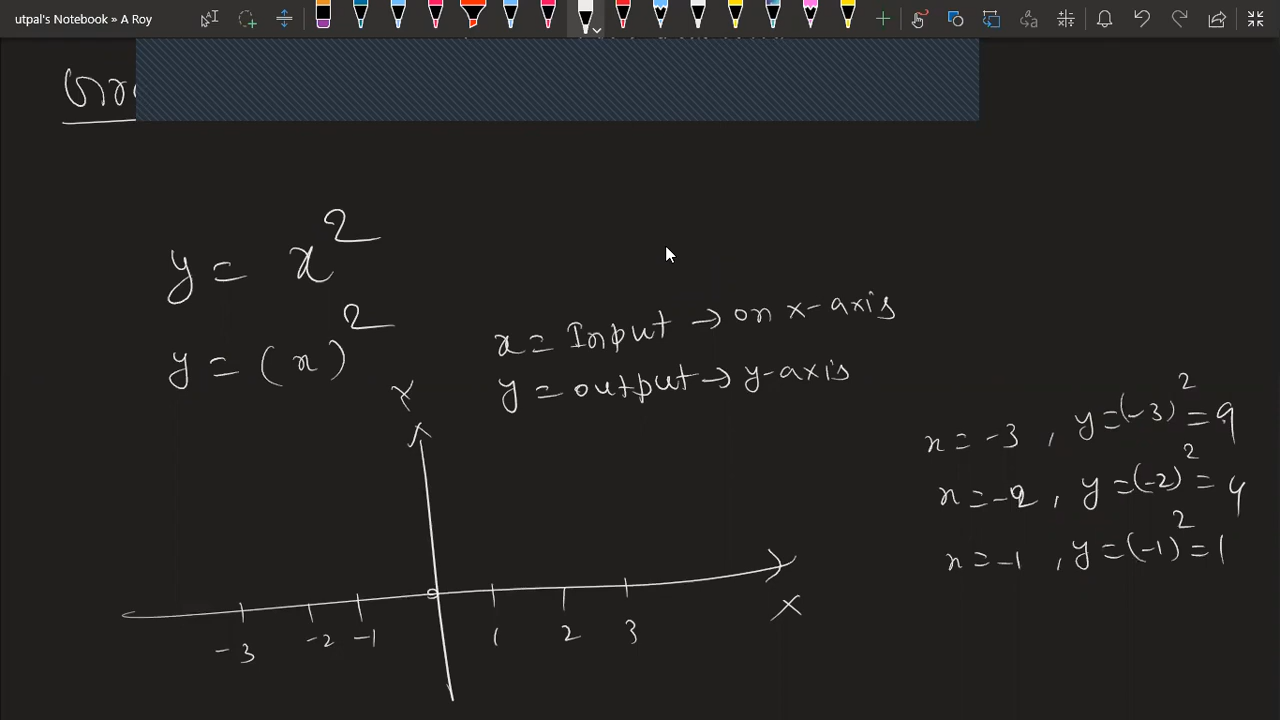 utpal's Notebook » A Roy
y = x²
y = (x)²
x = Input → on x-axis
y = output → y-axis
Y
x = -3 , y = (-3)² = 9
x = -2 , y = (-2)² = 4
x = -1 , y = (-1)² = 1
-3 -2 -1 0 1 2 3 X